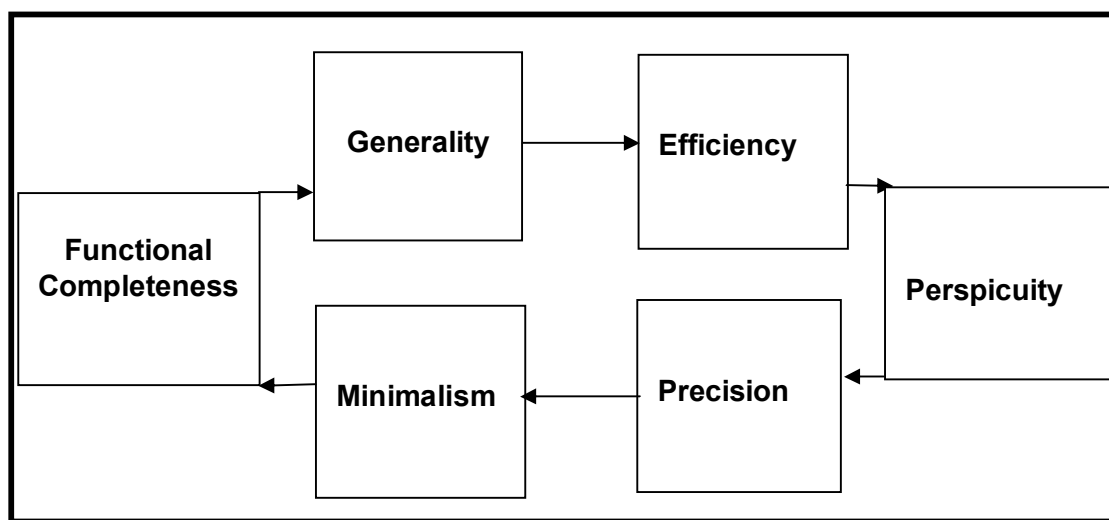 Generality
Efficiency
Functional
Completeness
Perspicuity
Minimalism
Precision